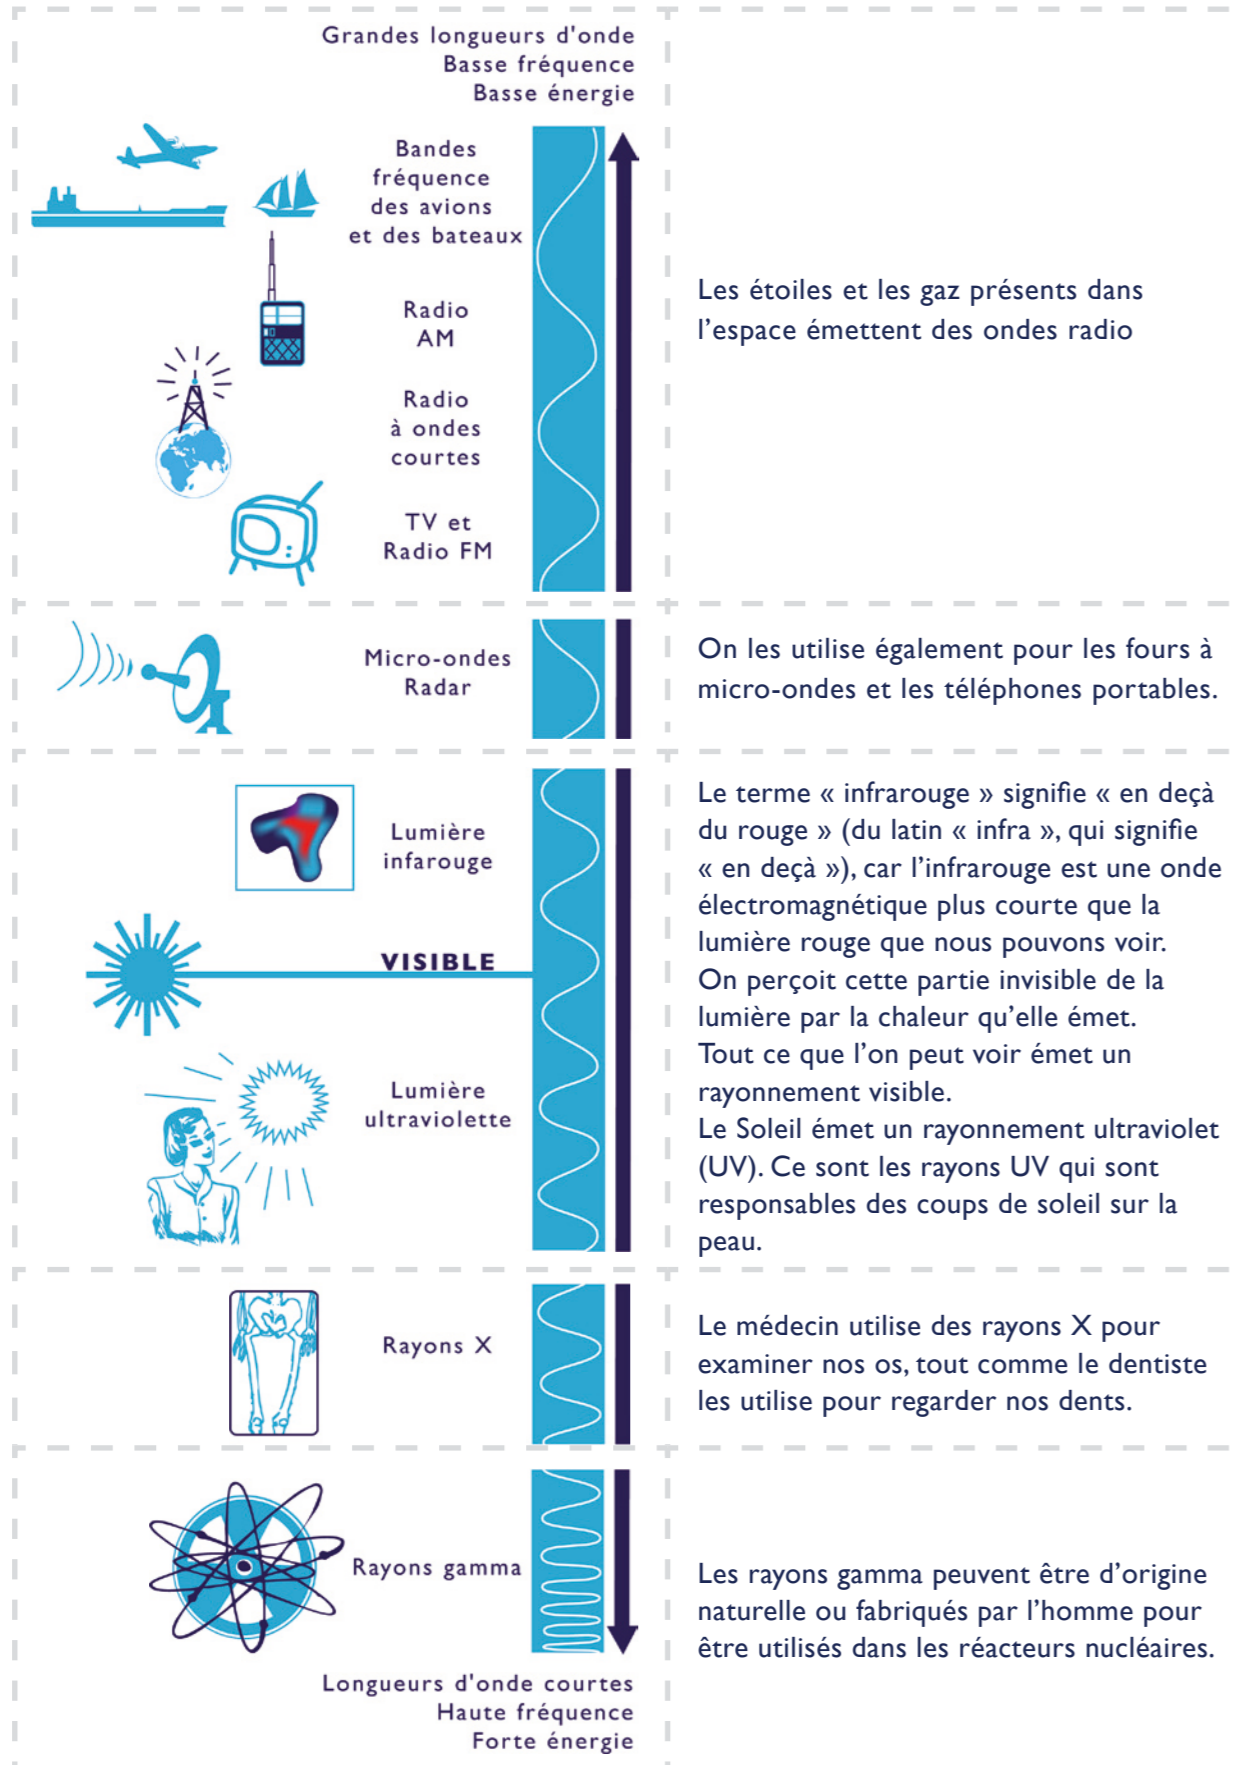 Grandes longueurs d'onde
Basse fréquence
Basse énergie
Bandes
fréquence
des avions
et des bateaux
Radio
AM
Radio
à ondes
courtes
TV et
Radio FM
Les étoiles et les gaz présents dans
l'espace émettent des ondes radio
Micro-ondes
Radar
On les utilise également pour les fours à
micro-ondes et les téléphones portables.
Lumière
infarouge
VISIBLE
Lumière
ultraviolette
Le terme « infrarouge » signifie « en deçà
du rouge » (du latin « infra », qui signifie
« en deçà »), car l'infrarouge est une onde
électromagnétique plus courte que la
lumière rouge que nous pouvons voir.
On perçoit cette partie invisible de la
lumière par la chaleur qu'elle émet.
Tout ce que l'on peut voir émet un
rayonnement visible.
Le Soleil émet un rayonnement ultraviolet
(UV). Ce sont les rayons UV qui sont
responsables des coups de soleil sur la
peau.
Rayons X
Le médecin utilise des rayons X pour
examiner nos os, tout comme le dentiste
les utilise pour regarder nos dents.
Rayons gamma
Les rayons gamma peuvent être d'origine
naturelle ou fabriqués par l'homme pour
être utilisés dans les réacteurs nucléaires.
Longueurs d'onde courtes
Haute fréquence
Forte énergie